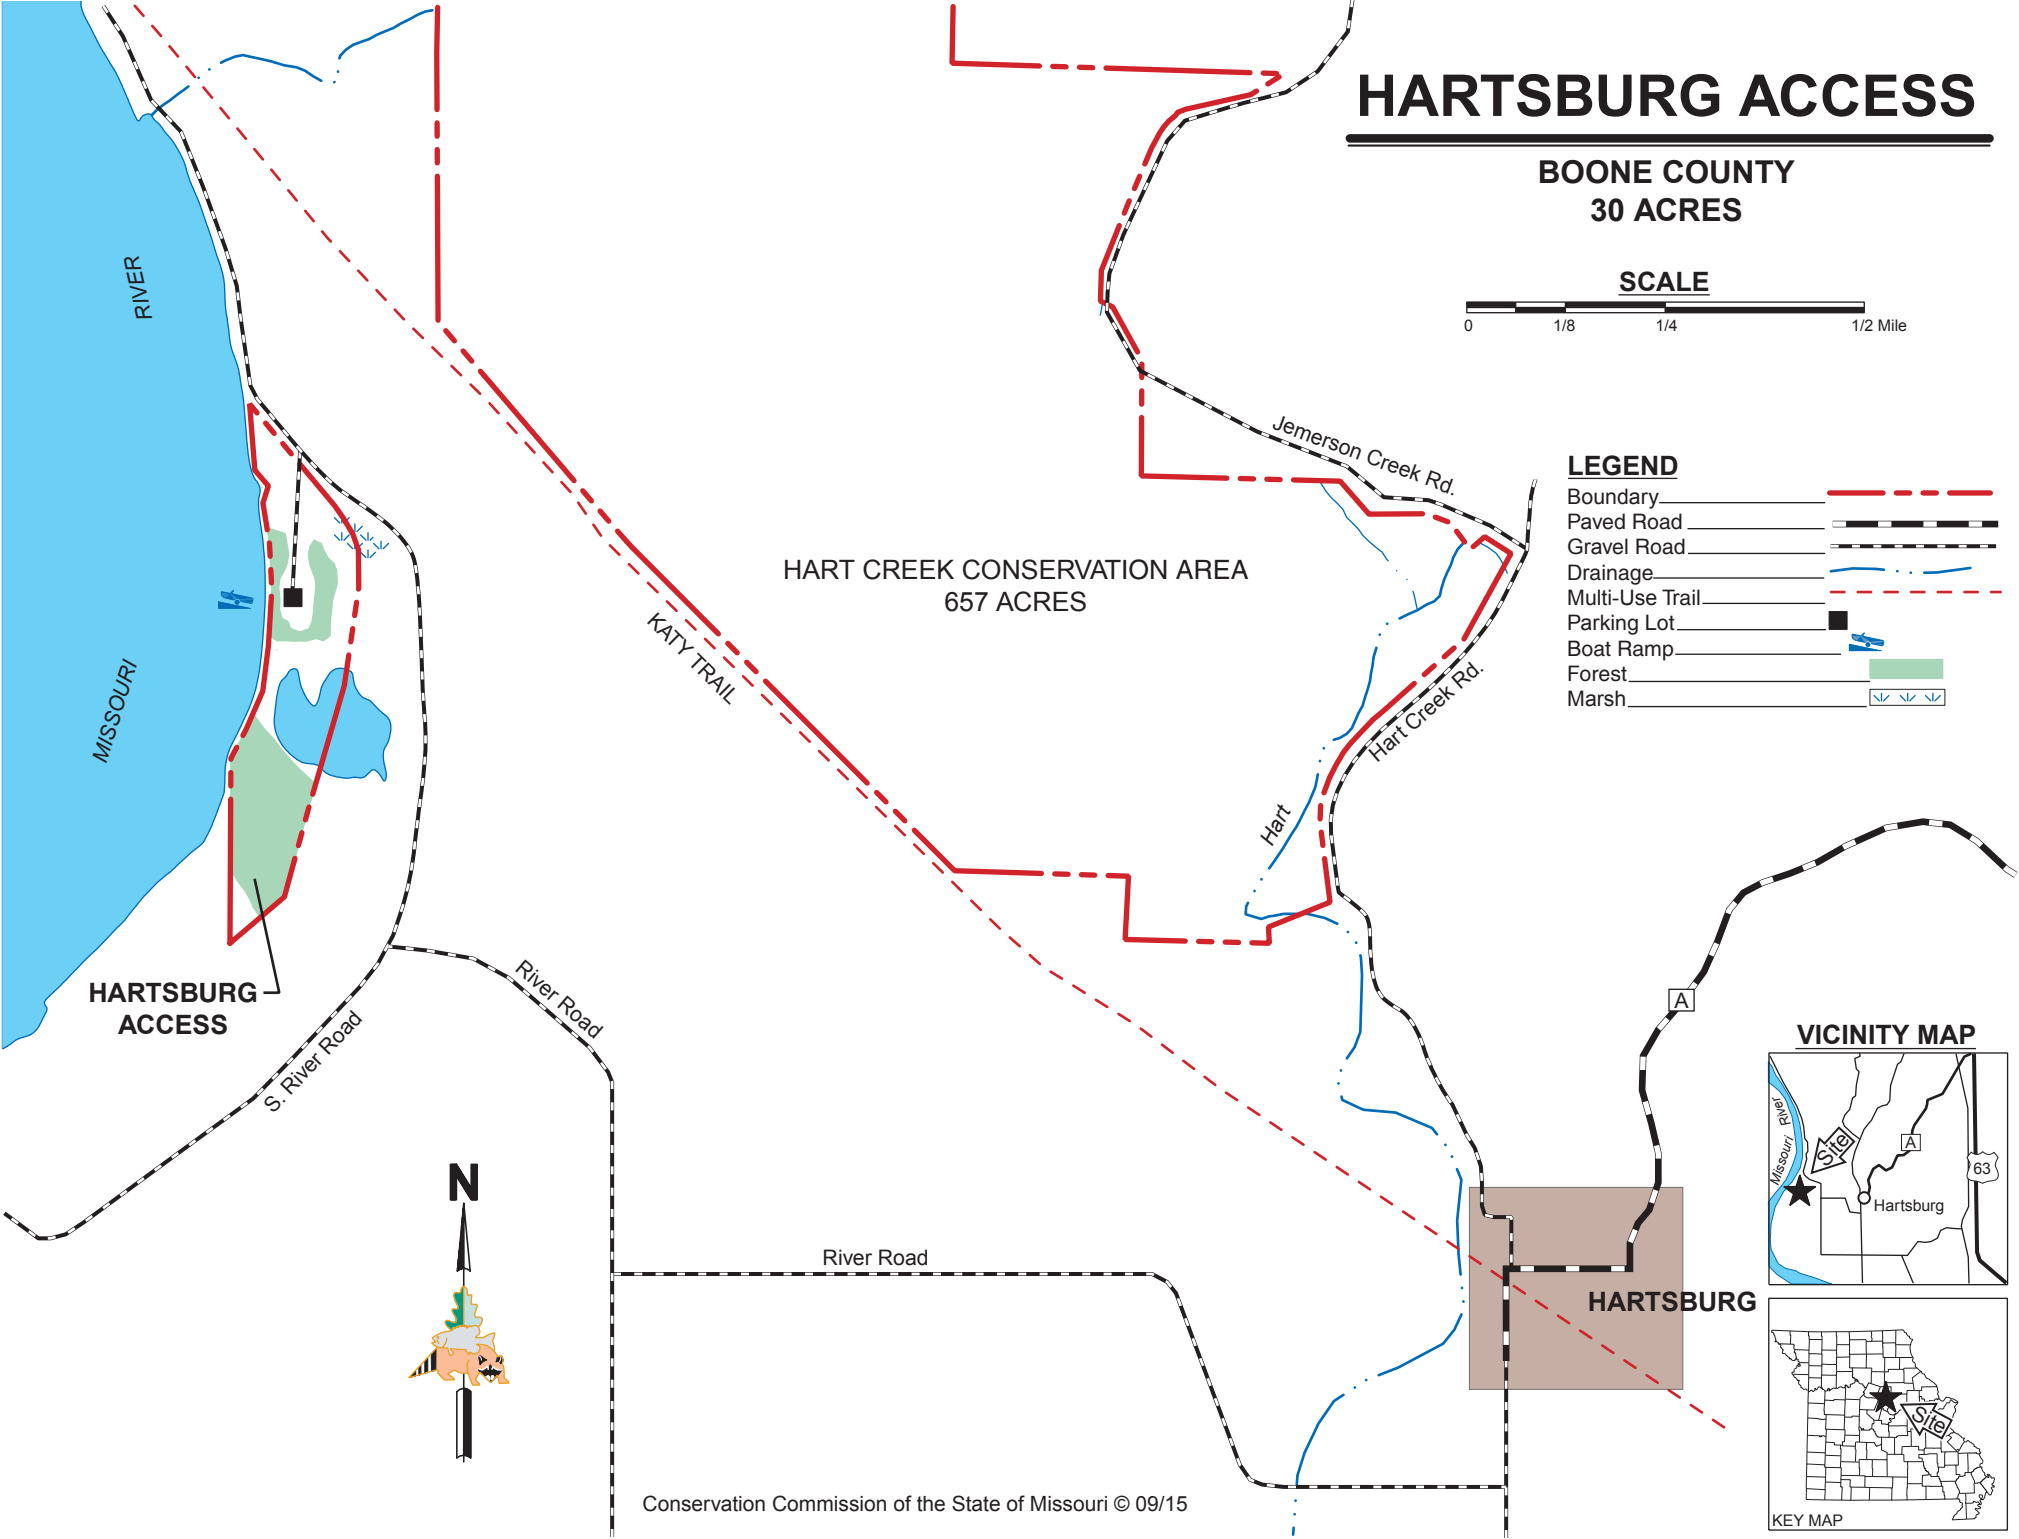 HARTSBURG ACCESS
BOONE COUNTY
30 ACRES
SCALE
0 1/8 1/4 1/2 Mile
RIVER
MISSOURI
Jemerson Creek Rd.
LEGEND
Boundary
Paved Road
Gravel Road
Drainage
Multi-Use Trail
Parking Lot
Boat Ramp
Forest
Marsh
HART CREEK CONSERVATION AREA
657 ACRES
KATY TRAIL
Hart Creek Rd.
Hart
HARTSBURG
ACCESS
River Road
S. River Road
A
VICINITY MAP
Missouri River
Site
A
63
Hartsburg
N
River Road
HARTSBURG
Site
KEY MAP
Conservation Commission of the State of Missouri © 09/15